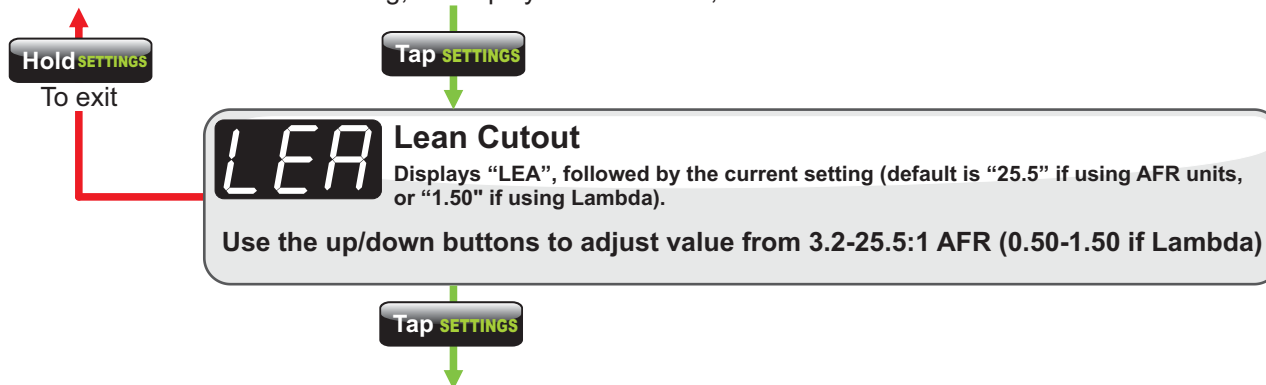 Hold SETTINGS
To exit
Tap SETTINGS
LEA
Lean Cutout
Displays “LEA”, followed by the current setting (default is “25.5” if using AFR units,
or “1.50" if using Lambda).
Use the up/down buttons to adjust value from 3.2-25.5:1 AFR (0.50-1.50 if Lambda)
Tap SETTINGS